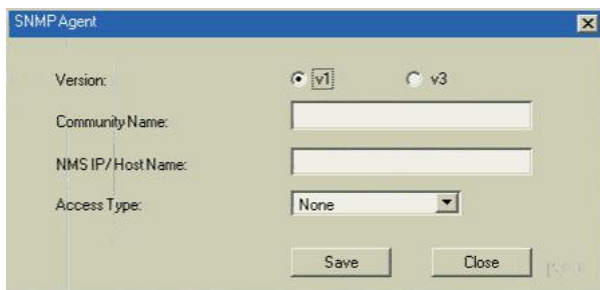 SNMP Agent
Version: v1 v3
Community Name:
NMS IP/Host Name:
Access Type: None
Save Close